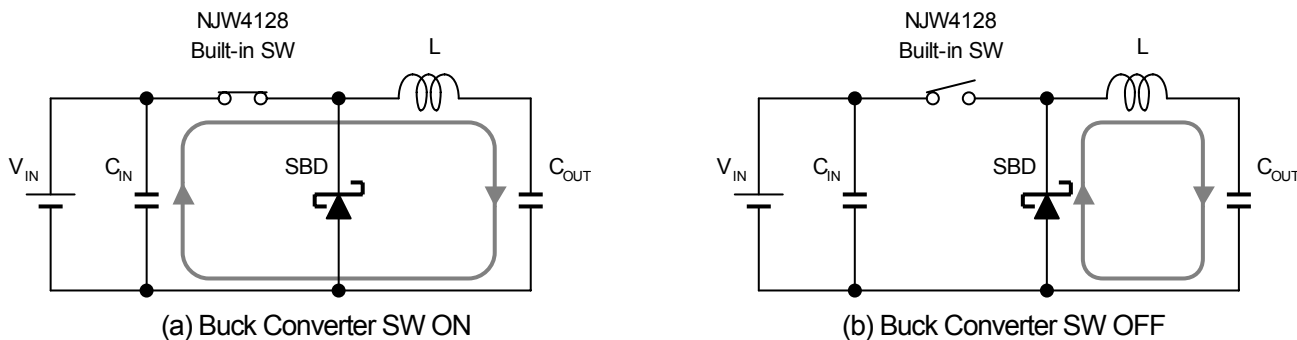 NJW4128
Built-in SW
L
V_IN
C_IN
SBD
C_OUT
(a) Buck Converter SW ON
NJW4128
Built-in SW
L
V_IN
C_IN
SBD
C_OUT
(b) Buck Converter SW OFF